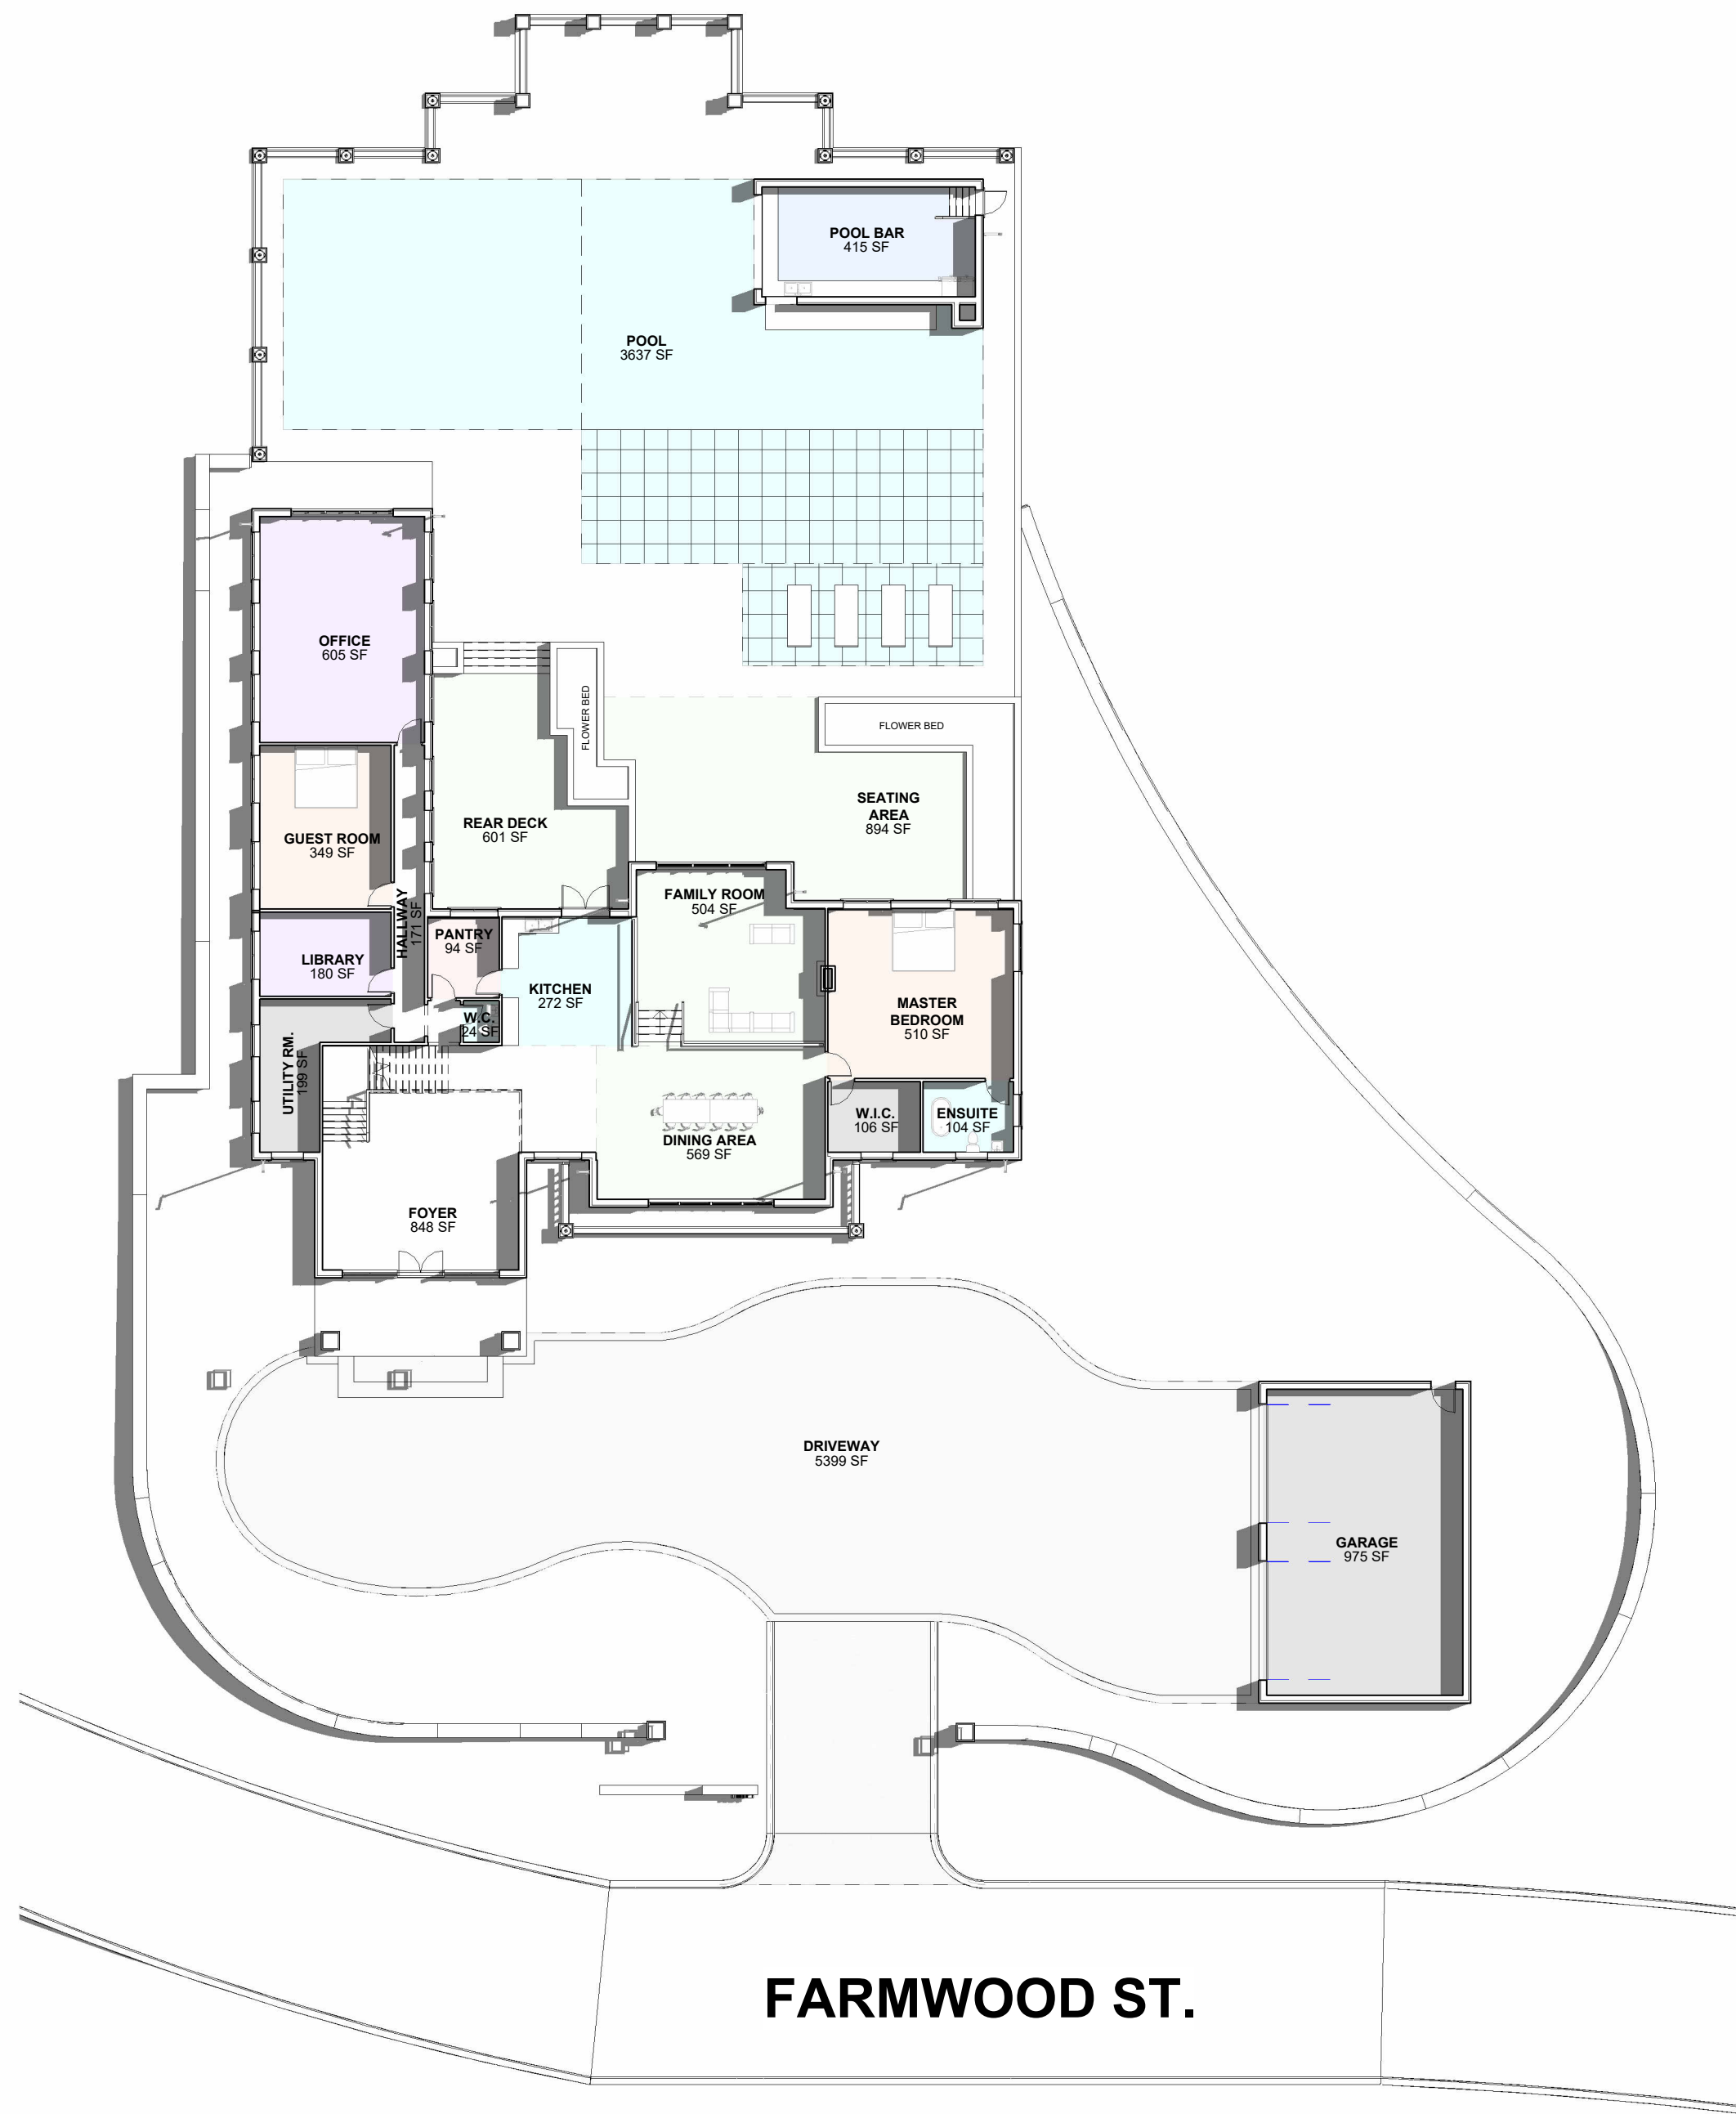 POOL BAR
415 SF
POOL
3637 SF
OFFICE
605 SF
FLOWER BED
FLOWER BED
SEATING
AREA
894 SF
REAR DECK
601 SF
GUEST ROOM
349 SF
FAMILY ROOM
504 SF
HALLWAY
171 SF
PANTRY
94 SF
LIBRARY
180 SF
KITCHEN
272 SF
MASTER
BEDROOM
510 SF
W.C.
24 SF
UTILITY RM.
199 SF
W.I.C.
106 SF
ENSUITE
104 SF
DINING AREA
569 SF
FOYER
848 SF
DRIVEWAY
5399 SF
GARAGE
975 SF
FARMWOOD ST.